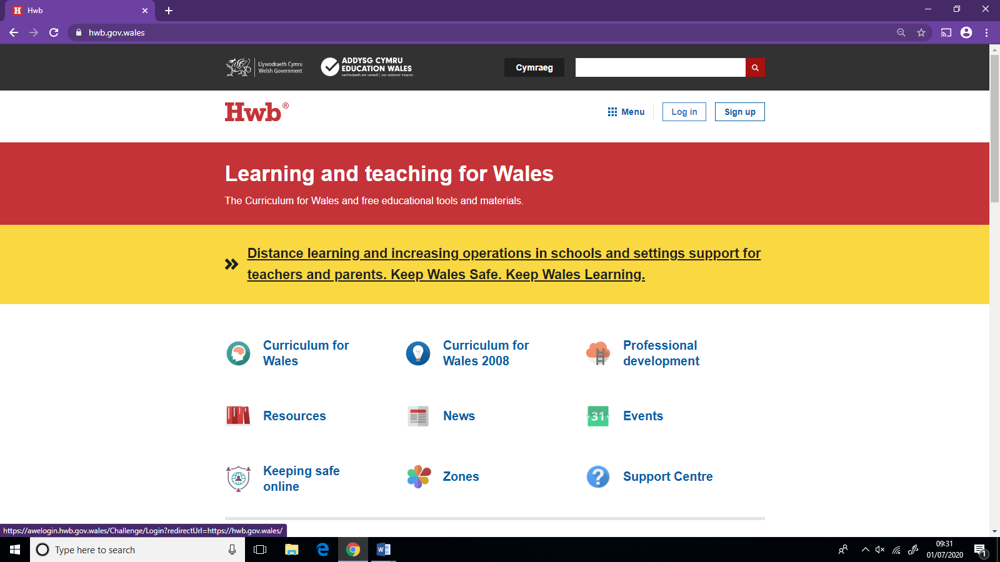 Hwb
hwb.gov.wales
Llywodraeth Cymru
Welsh Government
ADDYSG CYMRU
EDUCATION WALES
cenhadaeth ein cenedl | our national mission
Cymraeg
Hwb®
Menu
Log in
Sign up
Learning and teaching for Wales
The Curriculum for Wales and free educational tools and materials.
Distance learning and increasing operations in schools and settings support for
teachers and parents. Keep Wales Safe. Keep Wales Learning.
Curriculum for
Wales
Curriculum for
Wales 2008
Professional
development
Resources
News
31
Events
Keeping safe
online
Zones
Support Centre
https://awelogin.hwb.gov.wales/Challenge/Login?redirectUrl=https://hwb.gov.wales/
Type here to search
09:31
01/07/2020
1